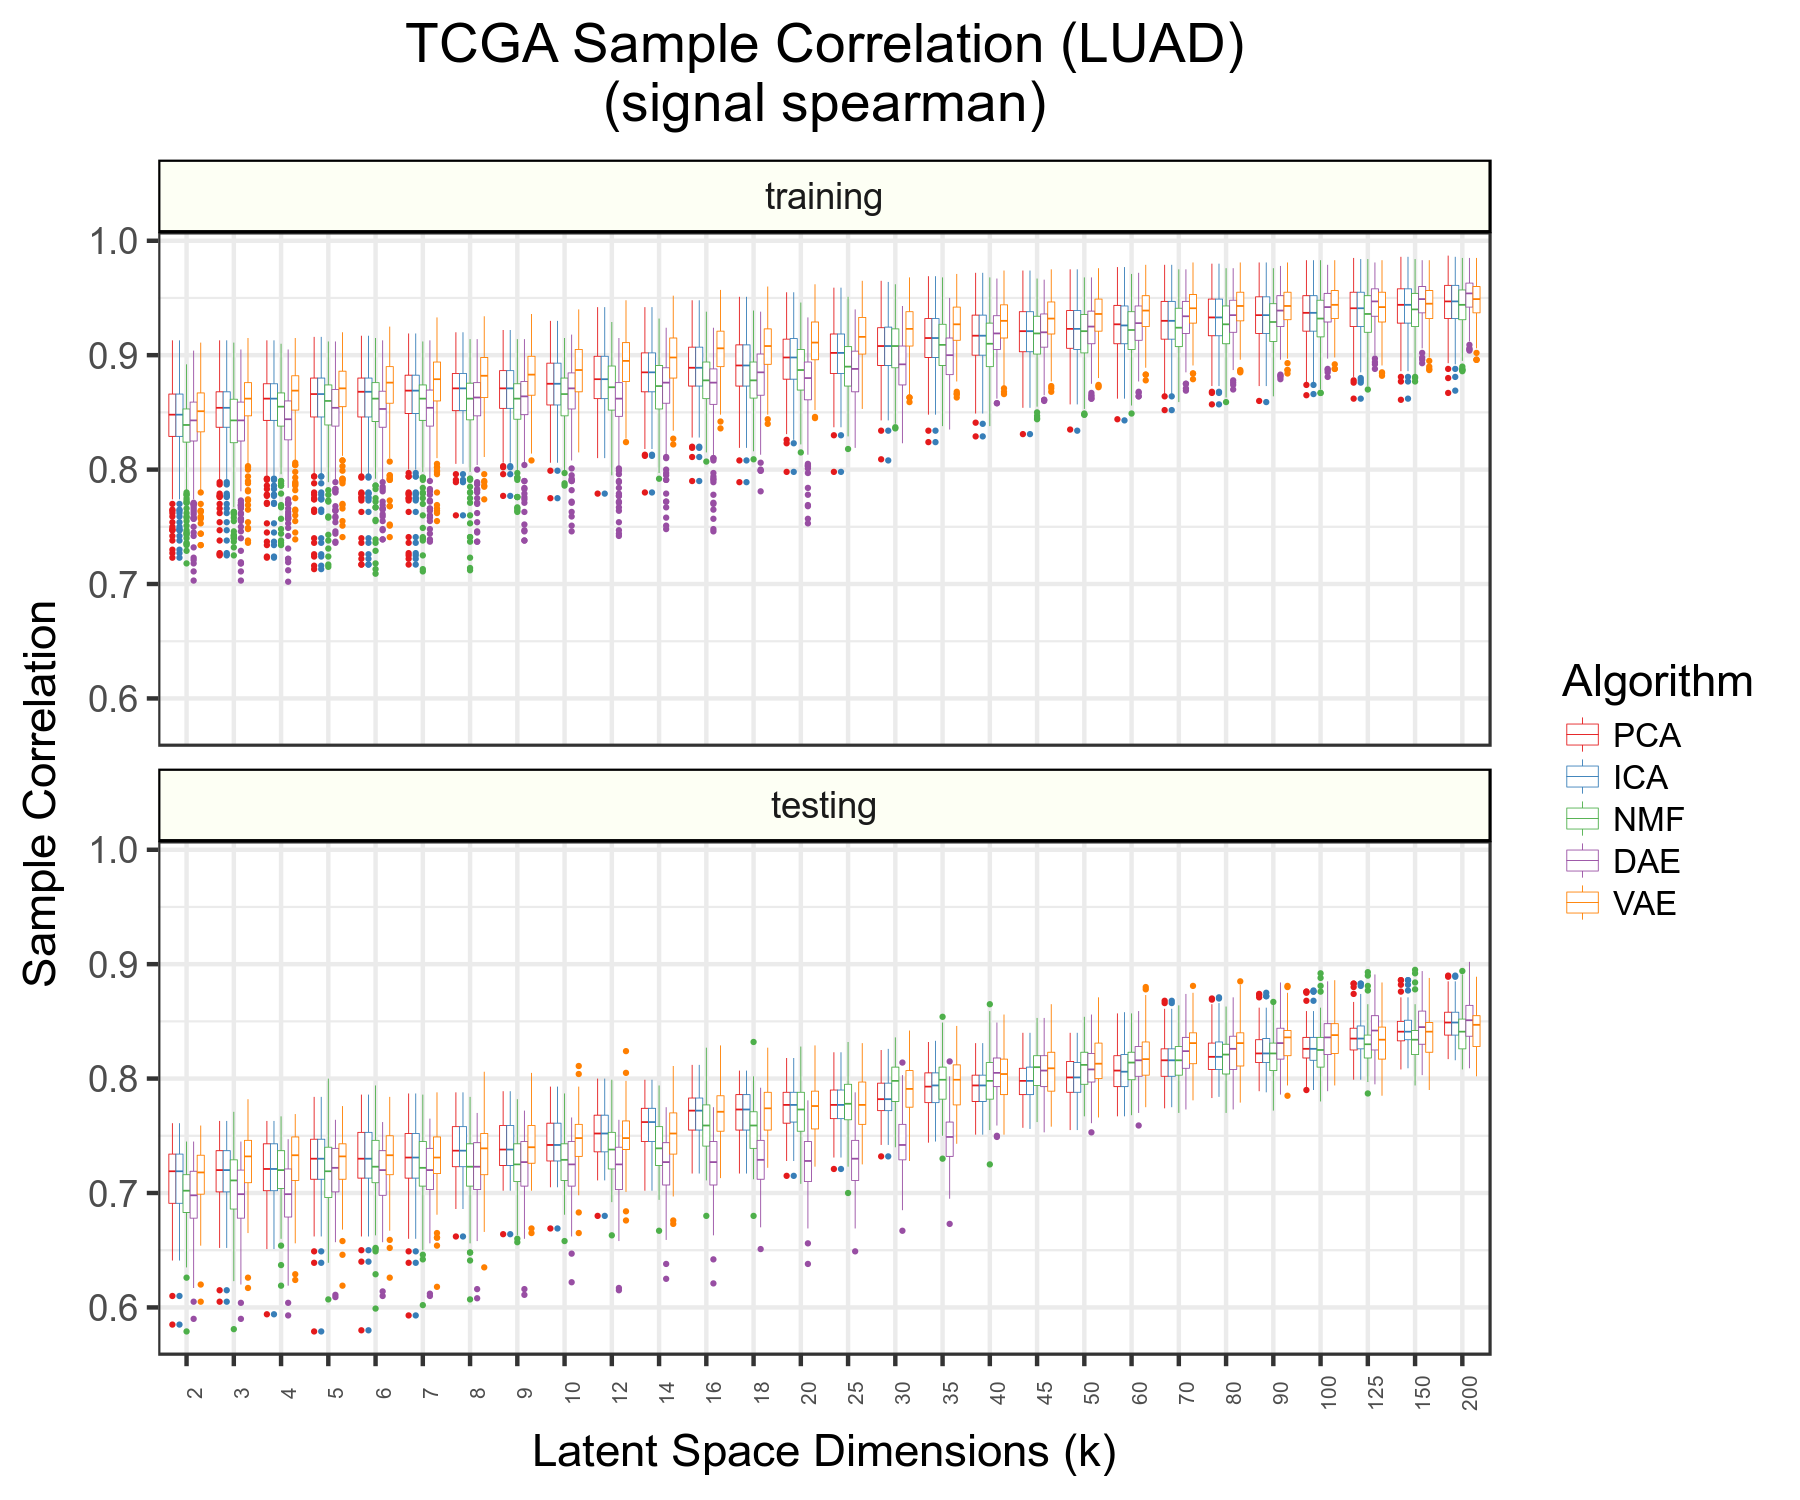 TCGA Sample Correlation (LUAD)
(signal spearman)
training
1.0
0.9
0.8
0.7
0.6
testing
1.0
0.9
0.8
0.7
0.6
Sample Correlation
2 3 4 5 6 7 8 9 10 12 14 16 18 20 25 30 35 40 45 50 60 70 80 90 100 125 150 200
Latent Space Dimensions (k)
Algorithm
PCA
ICA
NMF
DAE
VAE